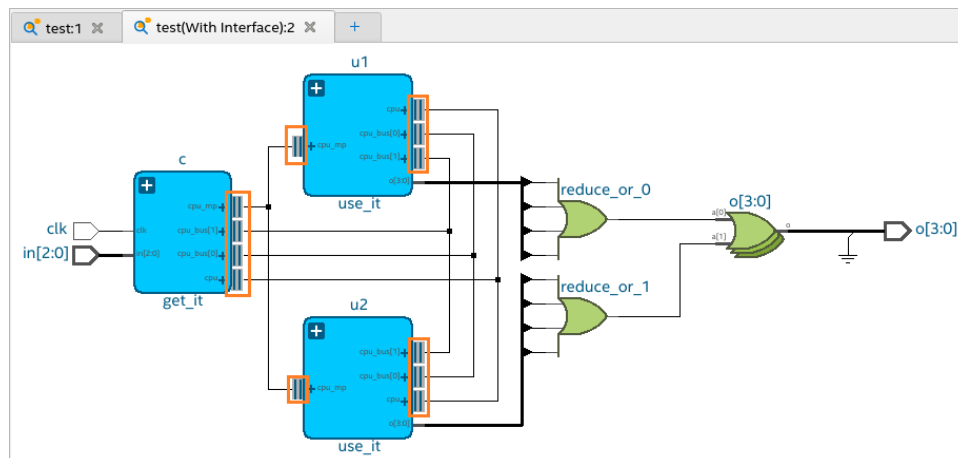 test:1
test(With Interface):2
+
u1
cpu
cpu_bus[0]
cpu_mp
cpu_bus[1]
o[3:0]
use_it
c
cpu_mp
clk
clk
cpu_bus[1]
in[2:0]
in[2:0]
cpu_bus[0]
cpu
get_it
reduce_or_0
o[3:0]
a[0]
o
o[3:0]
a[1]
reduce_or_1
u2
cpu_bus[1]
cpu_bus[0]
cpu_mp
cpu
o[3:0]
use_it